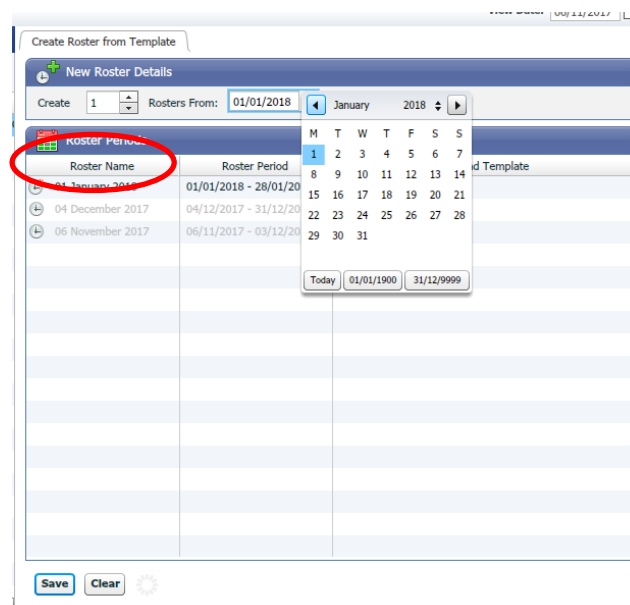 View Date: 06/11/2017
Create Roster from Template
New Roster Details
Create 1 Rosters From: 01/01/2018
January 2018
M T W T F S S
1 2 3 4 5 6 7
8 9 10 11 12 13 14
15 16 17 18 19 20 21
22 23 24 25 26 27 28
29 30 31
Today 01/01/1900 31/12/9999
Roster Periods
Roster Name Roster Period d Template
01 January 2018 01/01/2018 - 28/01/20
04 December 2017 04/12/2017 - 31/12/20
06 November 2017 06/11/2017 - 03/12/20
Save Clear